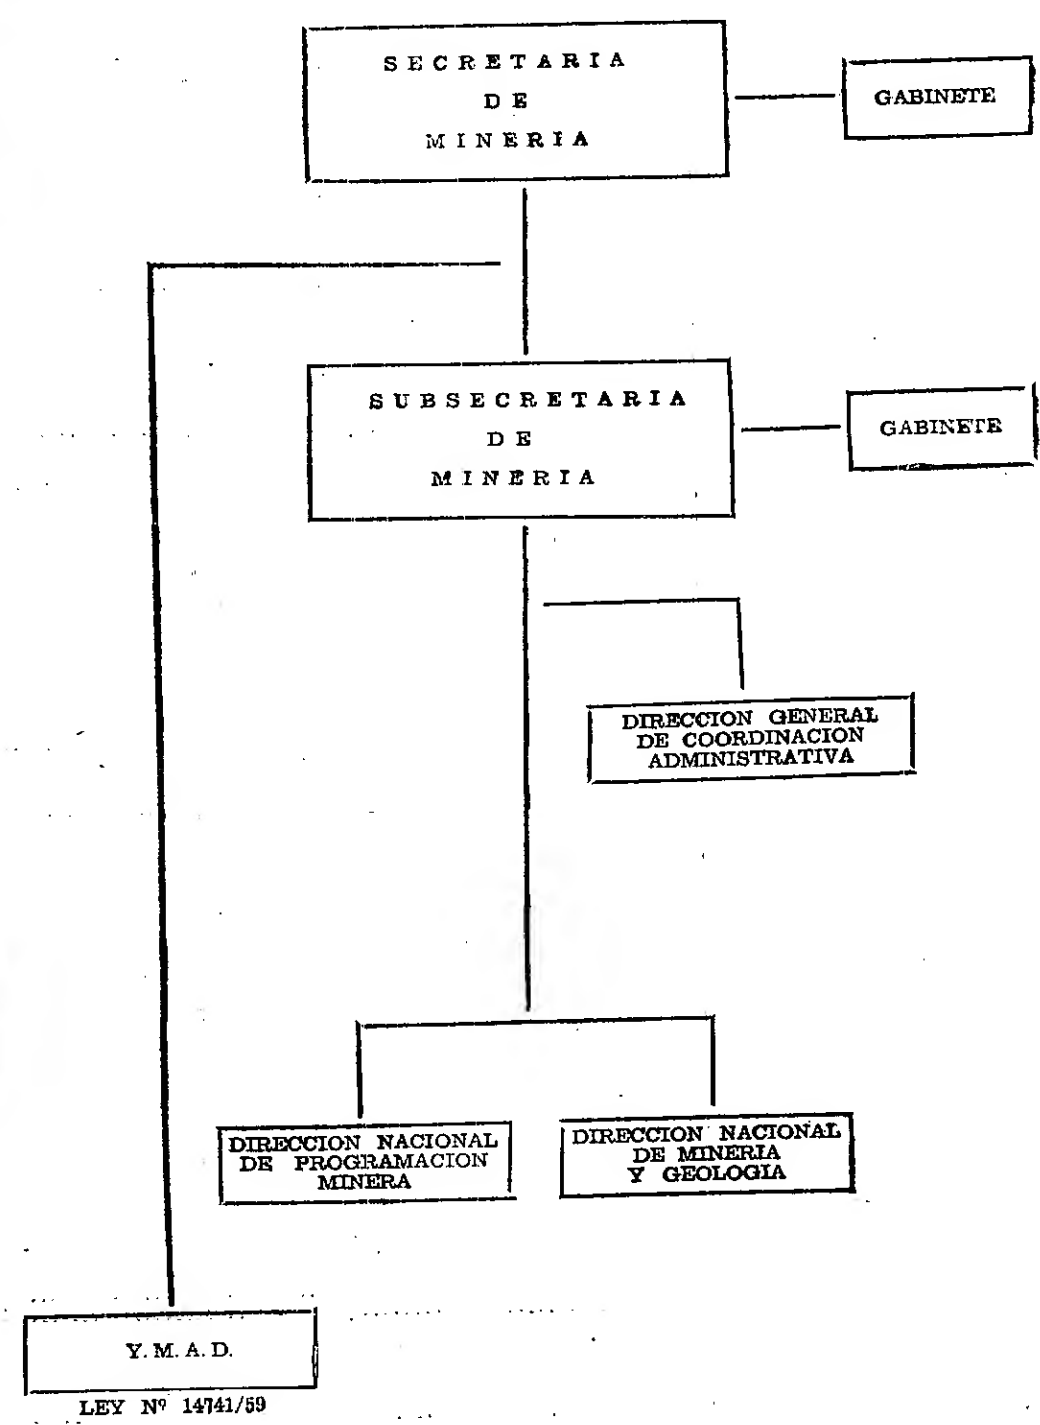 SECRETARIA
DE
MINERIA
GABINETE
SUBSECRETARIA
DE
MINERIA
GABINETE
DIRECCION GENERAL
DE COORDINACION
ADMINISTRATIVA
DIRECCION NACIONAL
DE PROGRAMACION
MINERA
DIRECCION NACIONAL
DE MINERIA
Y GEOLOGIA
Y. M. A. D.
LEY Nº 14741/59